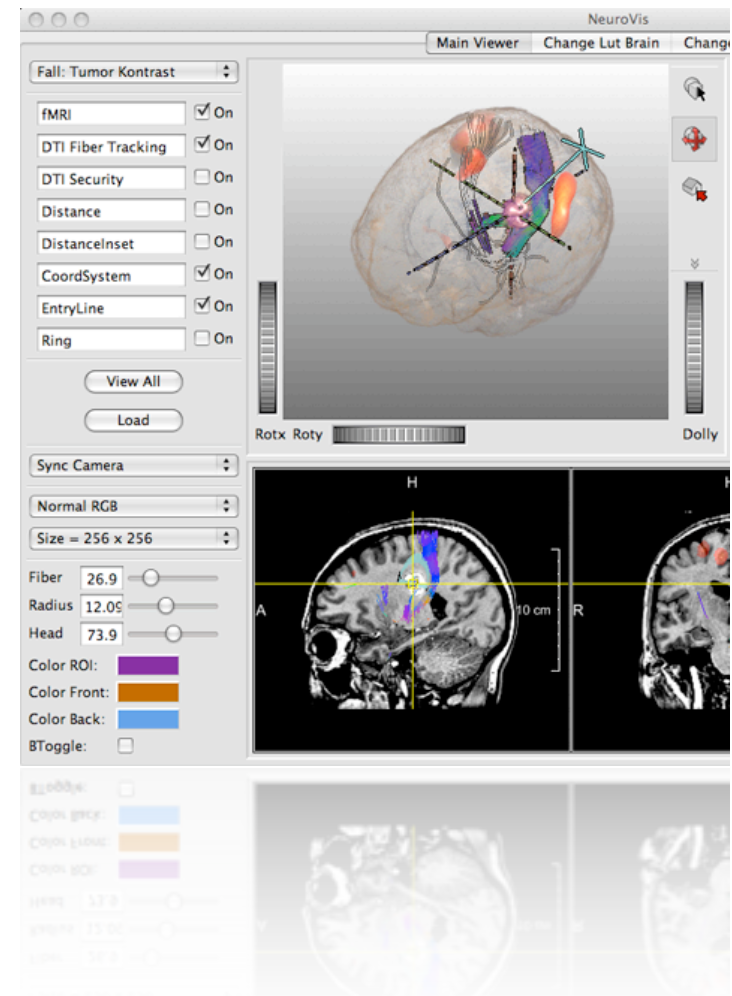 NeuroVis
Main Viewer Change Lut Brain Change
Fall: Tumor Kontrast
fMRI On
DTI Fiber Tracking On
DTI Security On
Distance On
DistanceInset On
CoordSystem On
EntryLine On
Ring On
View All
Load
Rotx Roty Dolly
Sync Camera
Normal RGB
Size = 256 x 256
Fiber 26.9
Radius 12.09
Head 73.9
Color ROI:
Color Front:
Color Back:
BToggle:
H H
A 10 cm R